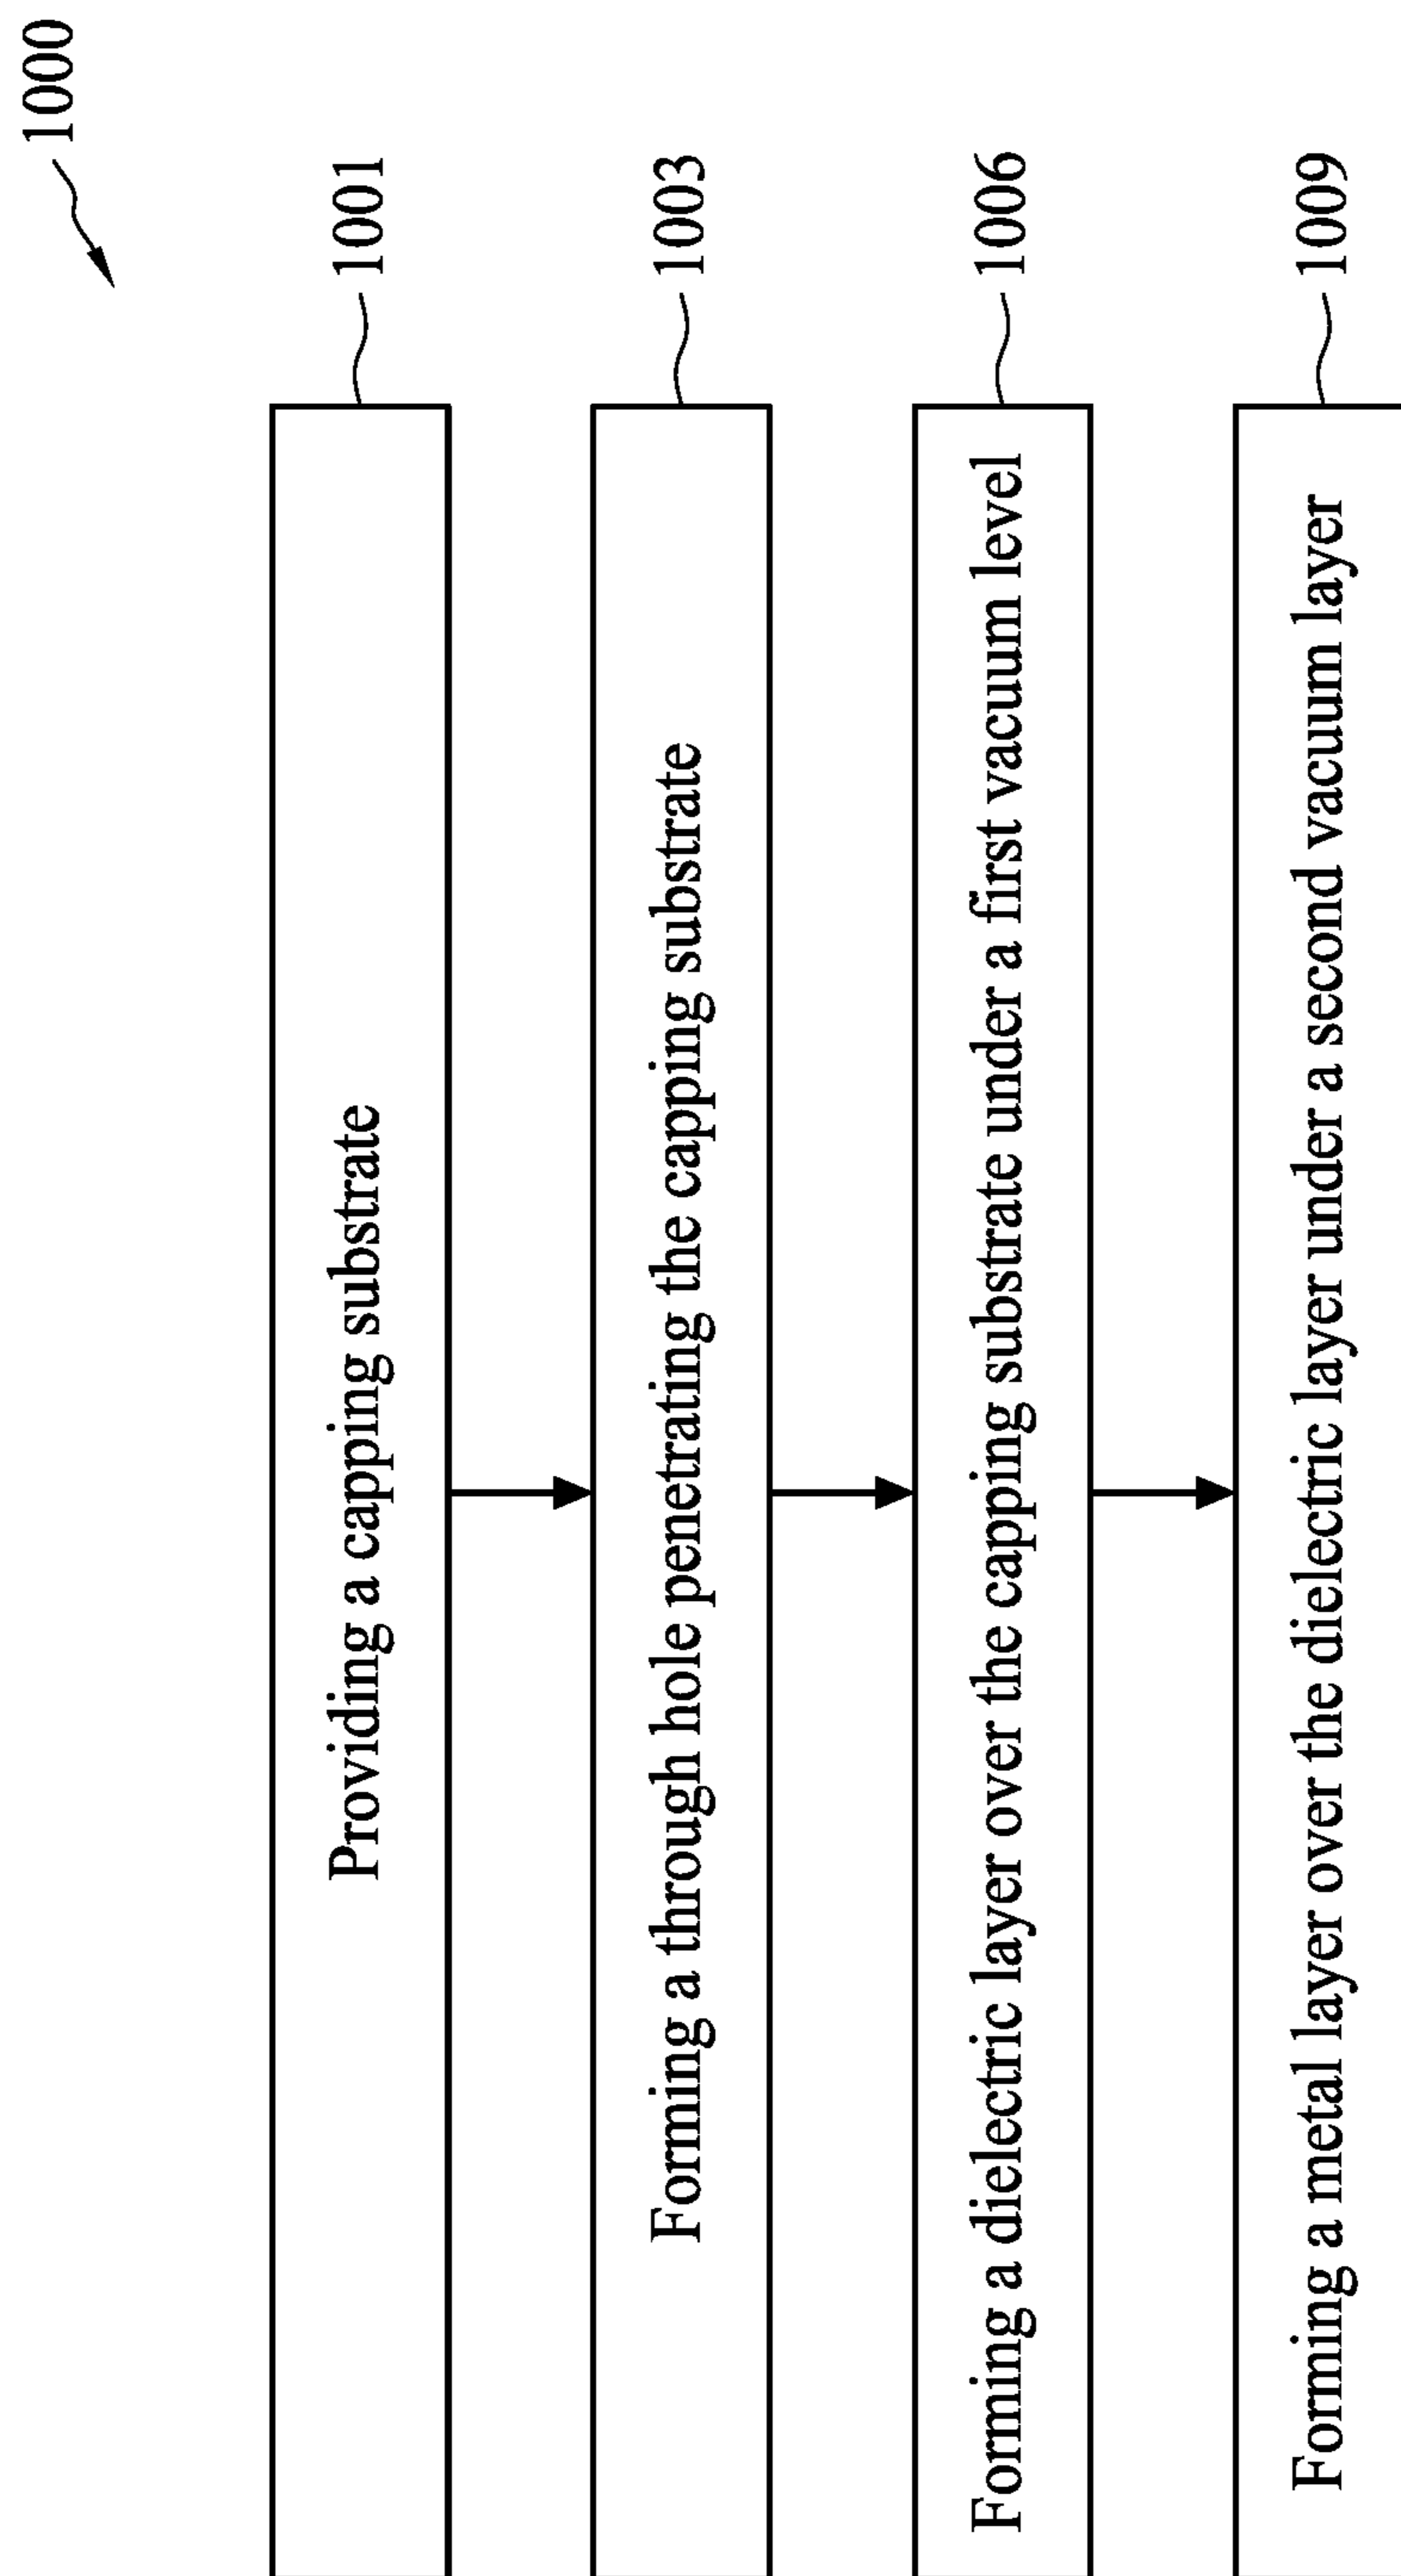 1000
Providing a capping substrate
1001
Forming a through hole penetrating the capping substrate
1003
Forming a dielectric layer over the capping substrate under a first vacuum level
1006
Forming a metal layer over the dielectric layer under a second vacuum layer
1009